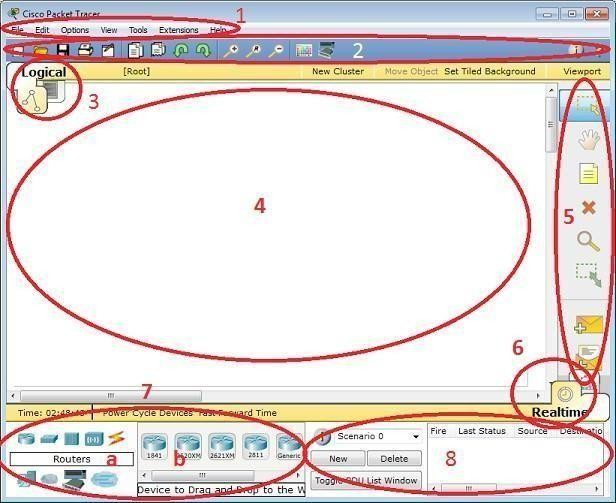 Cisco Packet Tracer
1
File Edit Options View Tools Extensions Help
2
Logical [Root] New Cluster Move Object Set Tiled Background Viewport
3
4
5
6
7
Time: 02:48:43 Power Cycle Devices Fast Forward Time Realtime
Scenario 0 Fire Last Status Source Destination
Routers a b 8
1841 2620XM 2621XM 2811 Generic
New Delete
Toggle PDU List Window
Device to Drag and Drop to the W